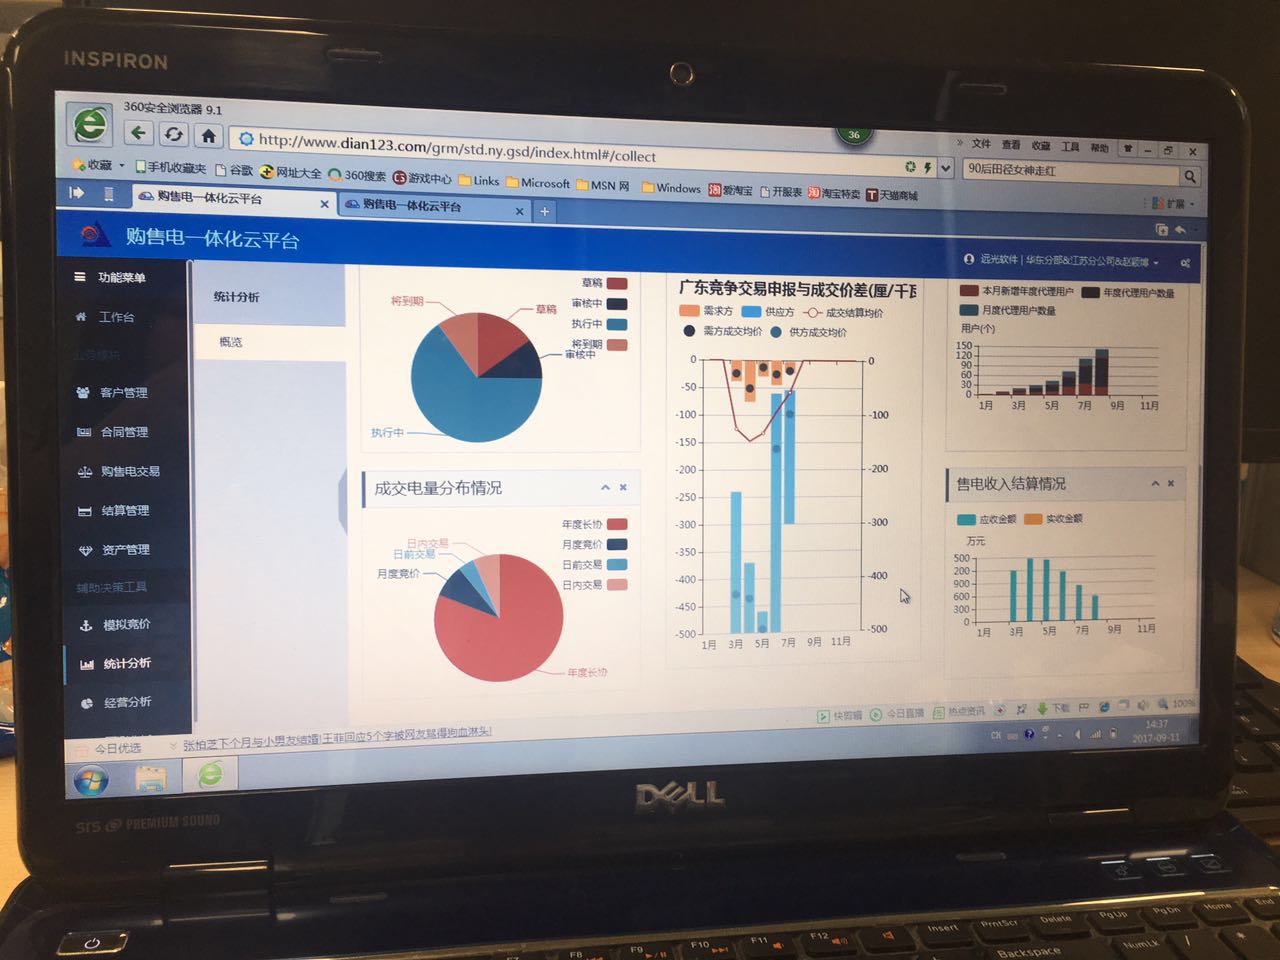 INSPIRON
360安全浏览器 9.1
36
http://www.dian123.com/grm/std.ny.gsd/index.html#/collect
文件 查看 收藏 工具 帮助
90后田径女神走红
收藏 手机收藏夹 谷歌 网址大全 360搜索 游戏中心 Links Microsoft MSN 网 Windows 爱淘宝 开服表 淘宝特卖 天猫商城
扩展
购售电一体化云平台
购售电一体化云平台
购售电一体化云平台
远光软件 | 华东分部&江苏分公司&赵颖博
功能菜单
工作台
业务模块
客户管理
合同管理
购售电交易
结算管理
资产管理
辅助决策工具
模拟竞价
统计分析
经营分析
统计分析
概览
草稿
审核中
执行中
将到期
将到期
草稿
审核中
执行中
成交电量分布情况
年度长协
月度竞价
日前交易
日内交易
日内交易
日前交易
月度竞价
年度长协
广东竞争交易申报与成交价差(厘/千瓦
需求方 供应方 成交结算均价
需方成交均价 供方成交均价
0
-50
-100
-150
-200
-250
-300
-350
-400
-450
-500
0
-100
-200
-300
-400
-500
1月 3月 5月 7月 9月 11月
本月新增年度代理用户 年度代理用户数量
月度代理用户数量
用户(个)
150
120
90
60
30
0
1月 3月 5月 7月 9月 11月
售电收入结算情况
应收金额 实收金额
万元
500
200
900
600
300
0
1月 3月 5月 7月 9月 11月
今日优选 张柏芝下个月与小男友结婚!王菲回应5个字被网友骂得狗血淋头!
快剪辑 今日直播 热点资讯 下载 100%
CH
14:37
2017-09-11
DELL
SRS PREMIUM SOUND
F7 F8 F9 F10 F11 F12 Insert PrntScr Delete PgUp PgDn Home End
Backspace NumLk / *